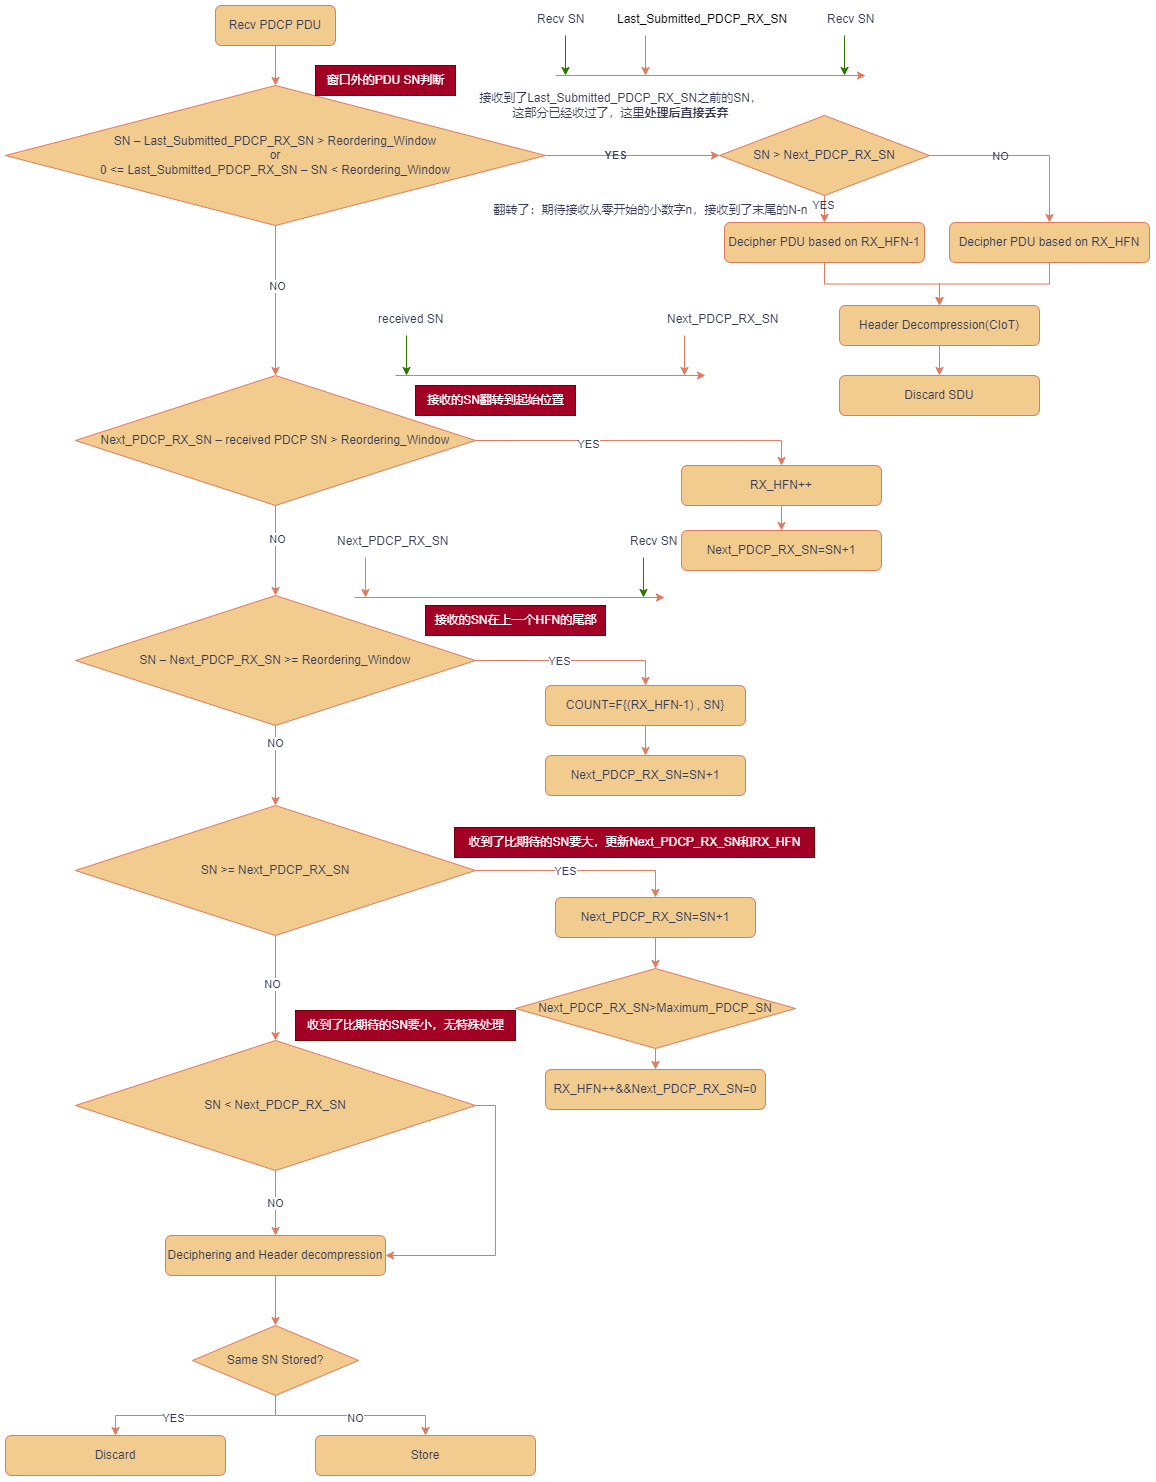 Recv PDCP PDU
Recv SN
Last_Submitted_PDCP_RX_SN
Recv SN
窗口外的PDU SN判断
接收到了Last_Submitted_PDCP_RX_SN之前的SN，
这部分已经收过了，这里处理后直接丢弃
SN – Last_Submitted_PDCP_RX_SN > Reordering_Window
or
0 <= Last_Submitted_PDCP_RX_SN – SN < Reordering_Window
YES
SN > Next_PDCP_RX_SN
NO
翻转了：期待接收从零开始的小数字n，接收到了末尾的N-n
YES
Decipher PDU based on RX_HFN-1
Decipher PDU based on RX_HFN
NO
Header Decompression(CIoT)
Discard SDU
received SN
Next_PDCP_RX_SN
接收的SN翻转到起始位置
Next_PDCP_RX_SN – received PDCP SN > Reordering_Window
YES
RX_HFN++
Next_PDCP_RX_SN=SN+1
NO
Next_PDCP_RX_SN
Recv SN
接收的SN在上一个HFN的尾部
SN – Next_PDCP_RX_SN >= Reordering_Window
YES
COUNT=F{(RX_HFN-1) , SN}
Next_PDCP_RX_SN=SN+1
NO
收到了比期待的SN要大，更新Next_PDCP_RX_SN和RX_HFN
SN >= Next_PDCP_RX_SN
YES
Next_PDCP_RX_SN=SN+1
Next_PDCP_RX_SN>Maximum_PDCP_SN
RX_HFN++&&Next_PDCP_RX_SN=0
NO
收到了比期待的SN要小，无特殊处理
SN < Next_PDCP_RX_SN
NO
Deciphering and Header decompression
Same SN Stored?
YES
NO
Discard
Store